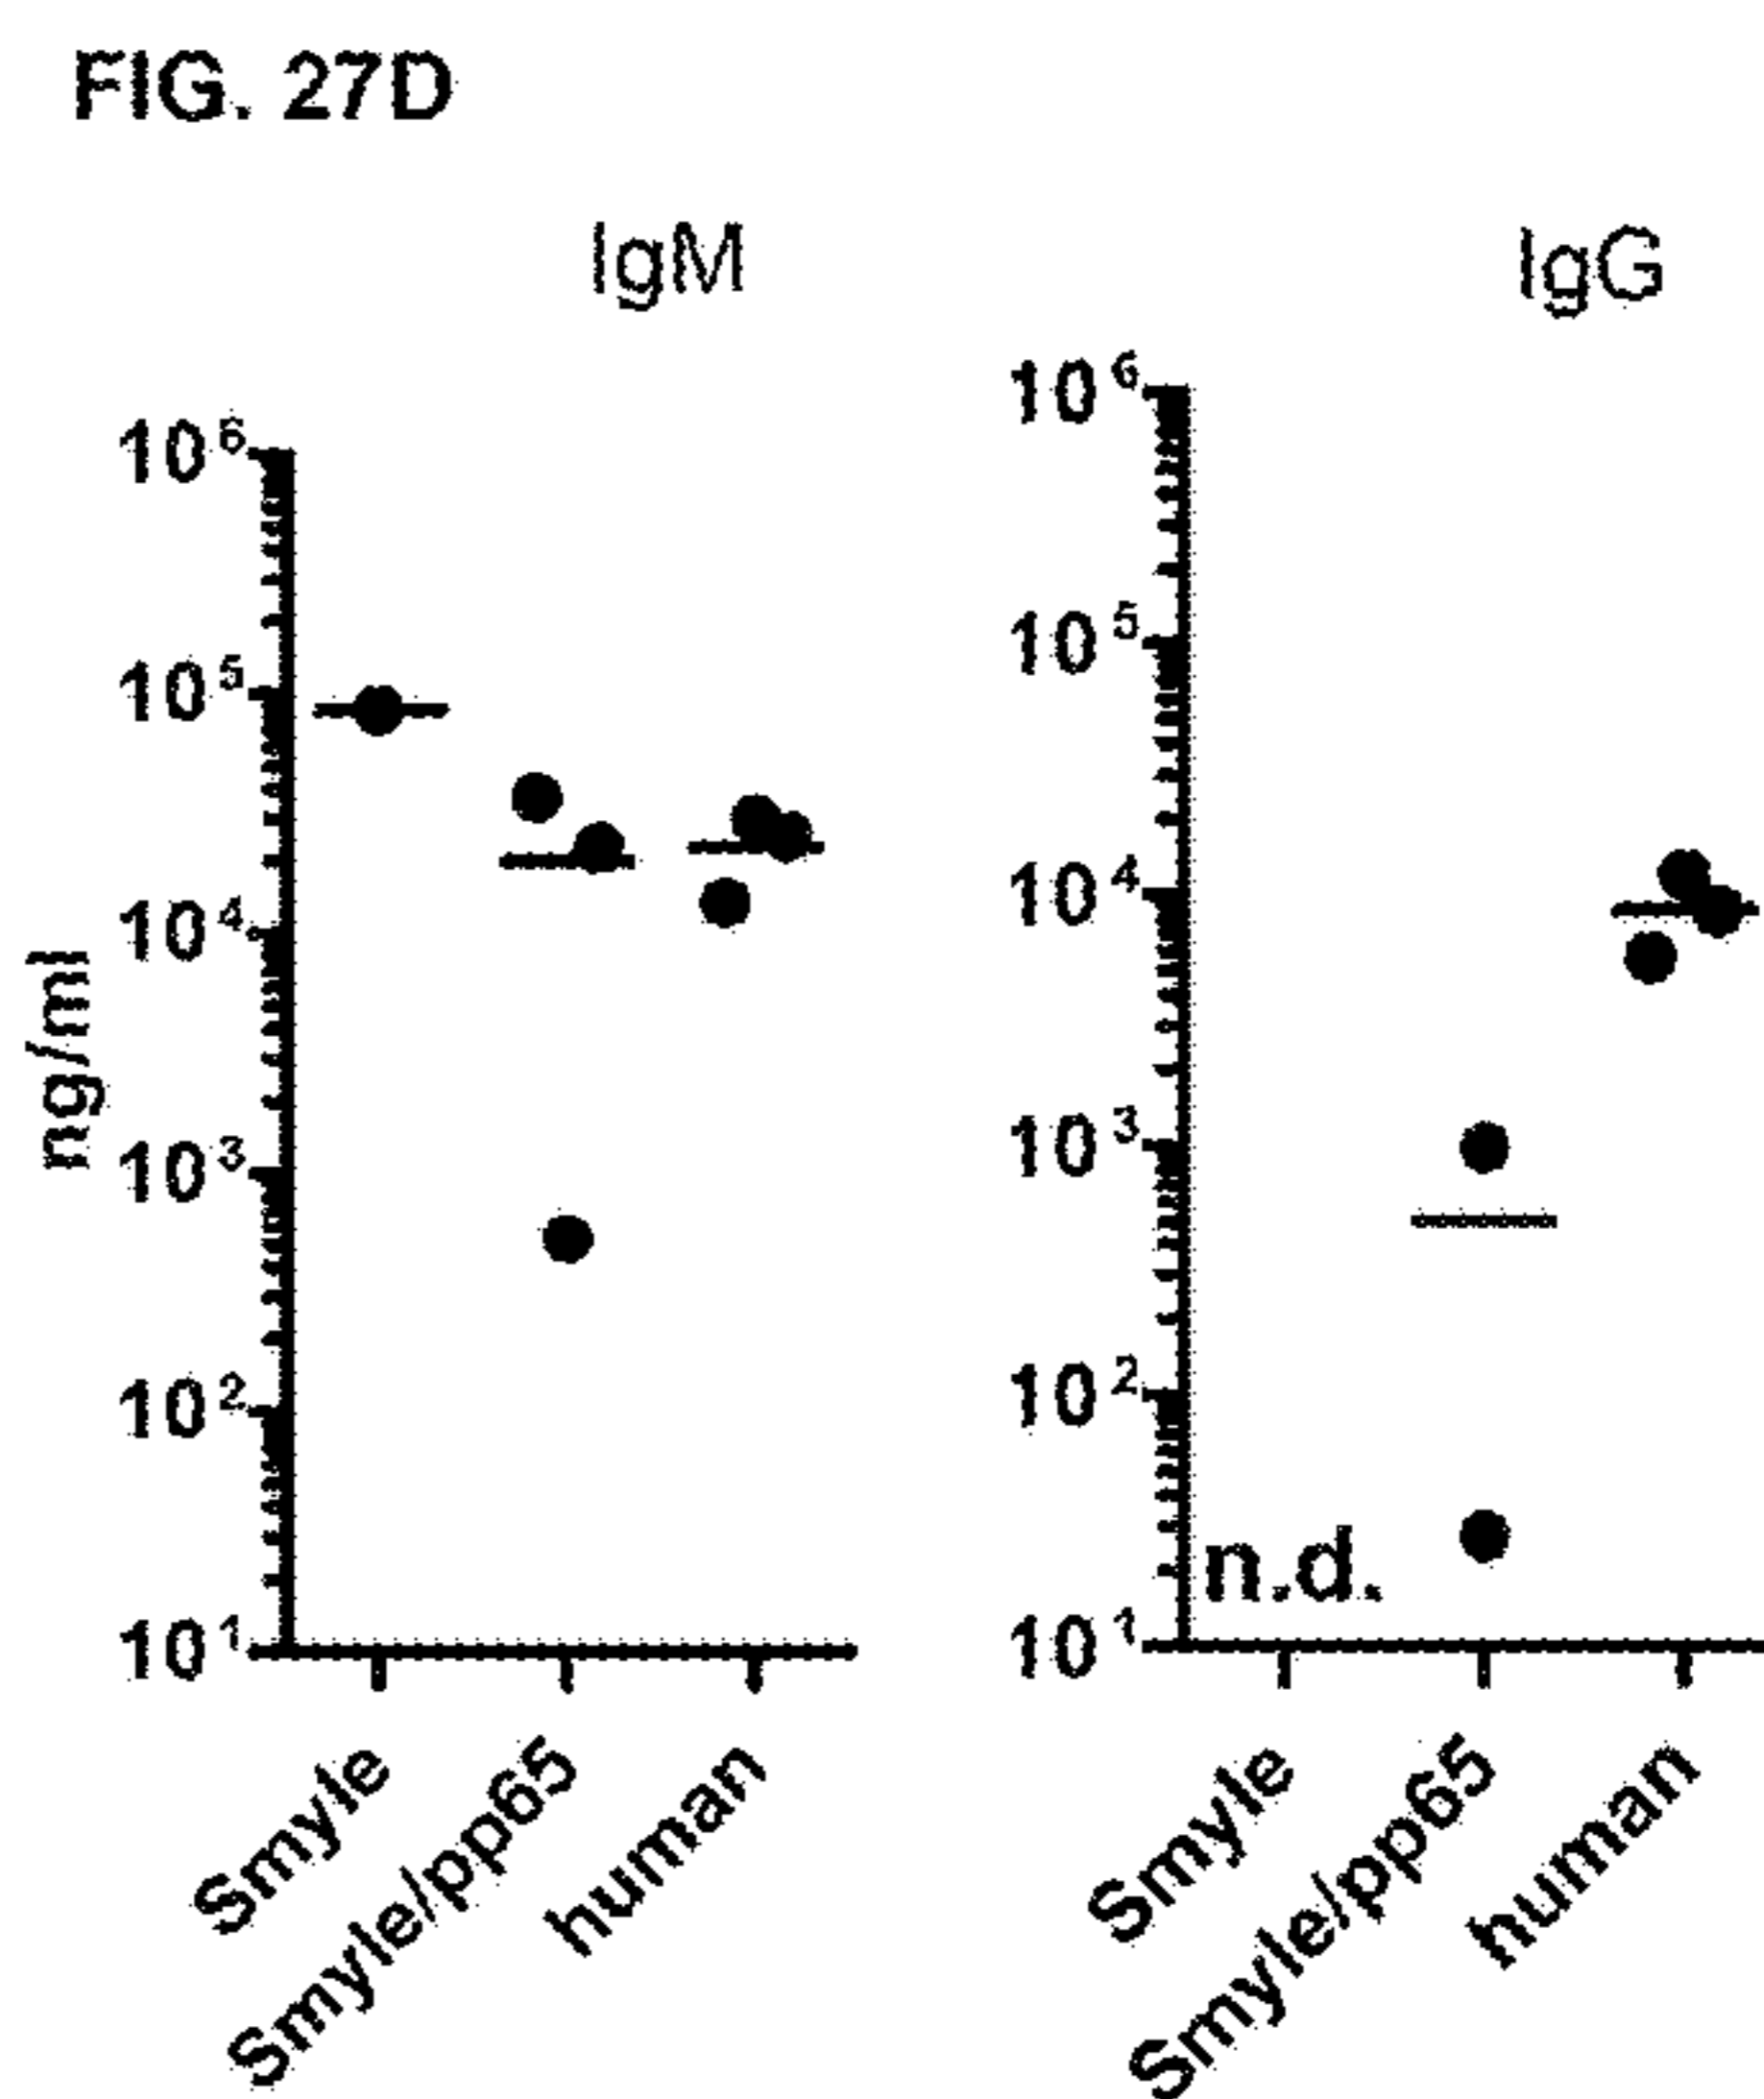 FIG. 27D
IgM
ng/ml
10⁶
10⁵
10⁴
10³
10²
10¹
Smyle
Smyle/pp65
human
IgG
10⁶
10⁵
10⁴
10³
10²
10¹
n.d.
Smyle
Smyle/pp65
human